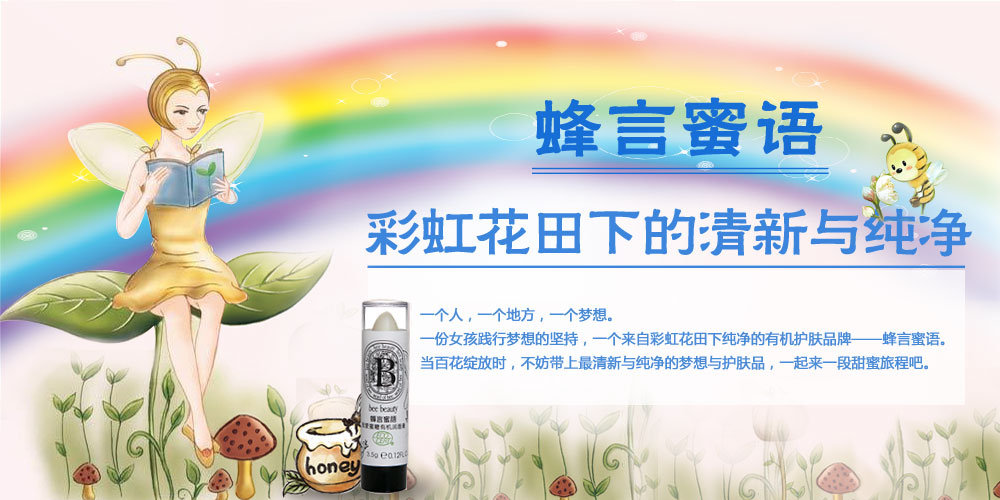 蜂言蜜语
彩虹花田下的清新与纯净
一个人，一个地方，一个梦想。
一份女孩践行梦想的坚持，一个来自彩虹花田下纯净的有机护肤品牌——蜂言蜜语。
当百花绽放时，不妨带上最清新与纯净的梦想与护肤品，一起来一段甜蜜旅程吧。
B
bee beauty
蜂言蜜语
3.5g e 0.12
honey